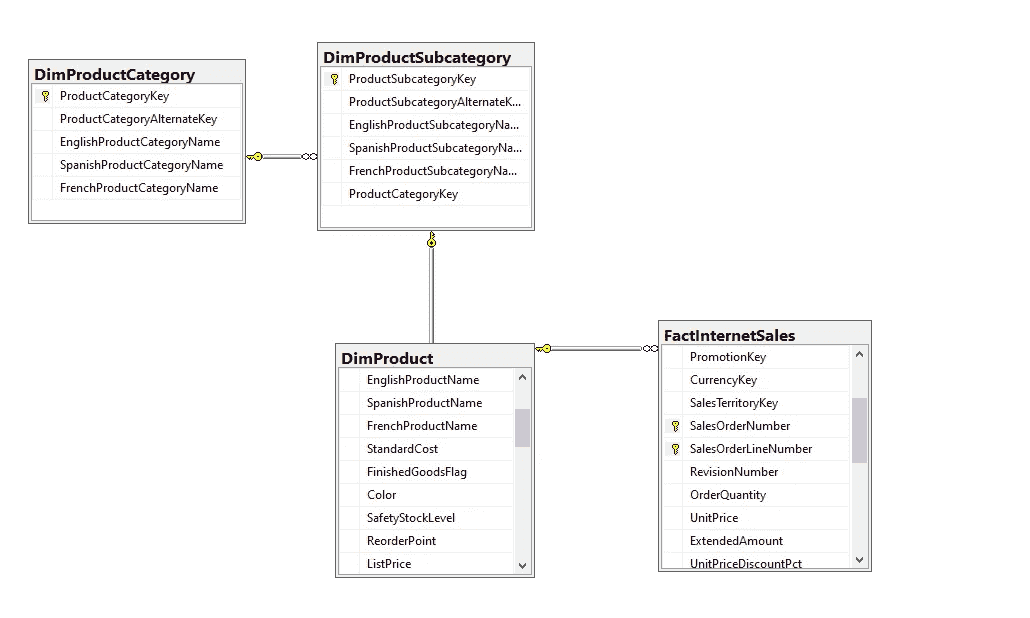 DimProductCategory
ProductCategoryKey
ProductCategoryAlternateKey
EnglishProductCategoryName
SpanishProductCategoryName
FrenchProductCategoryName
DimProductSubcategory
ProductSubcategoryKey
ProductSubcategoryAlternateK...
EnglishProductSubcategoryNa...
SpanishProductSubcategoryNa...
FrenchProductSubcategoryNa...
ProductCategoryKey
DimProduct
EnglishProductName
SpanishProductName
FrenchProductName
StandardCost
FinishedGoodsFlag
Color
SafetyStockLevel
ReorderPoint
ListPrice
FactInternetSales
PromotionKey
CurrencyKey
SalesTerritoryKey
SalesOrderNumber
SalesOrderLineNumber
RevisionNumber
OrderQuantity
UnitPrice
ExtendedAmount
UnitPriceDiscountPct